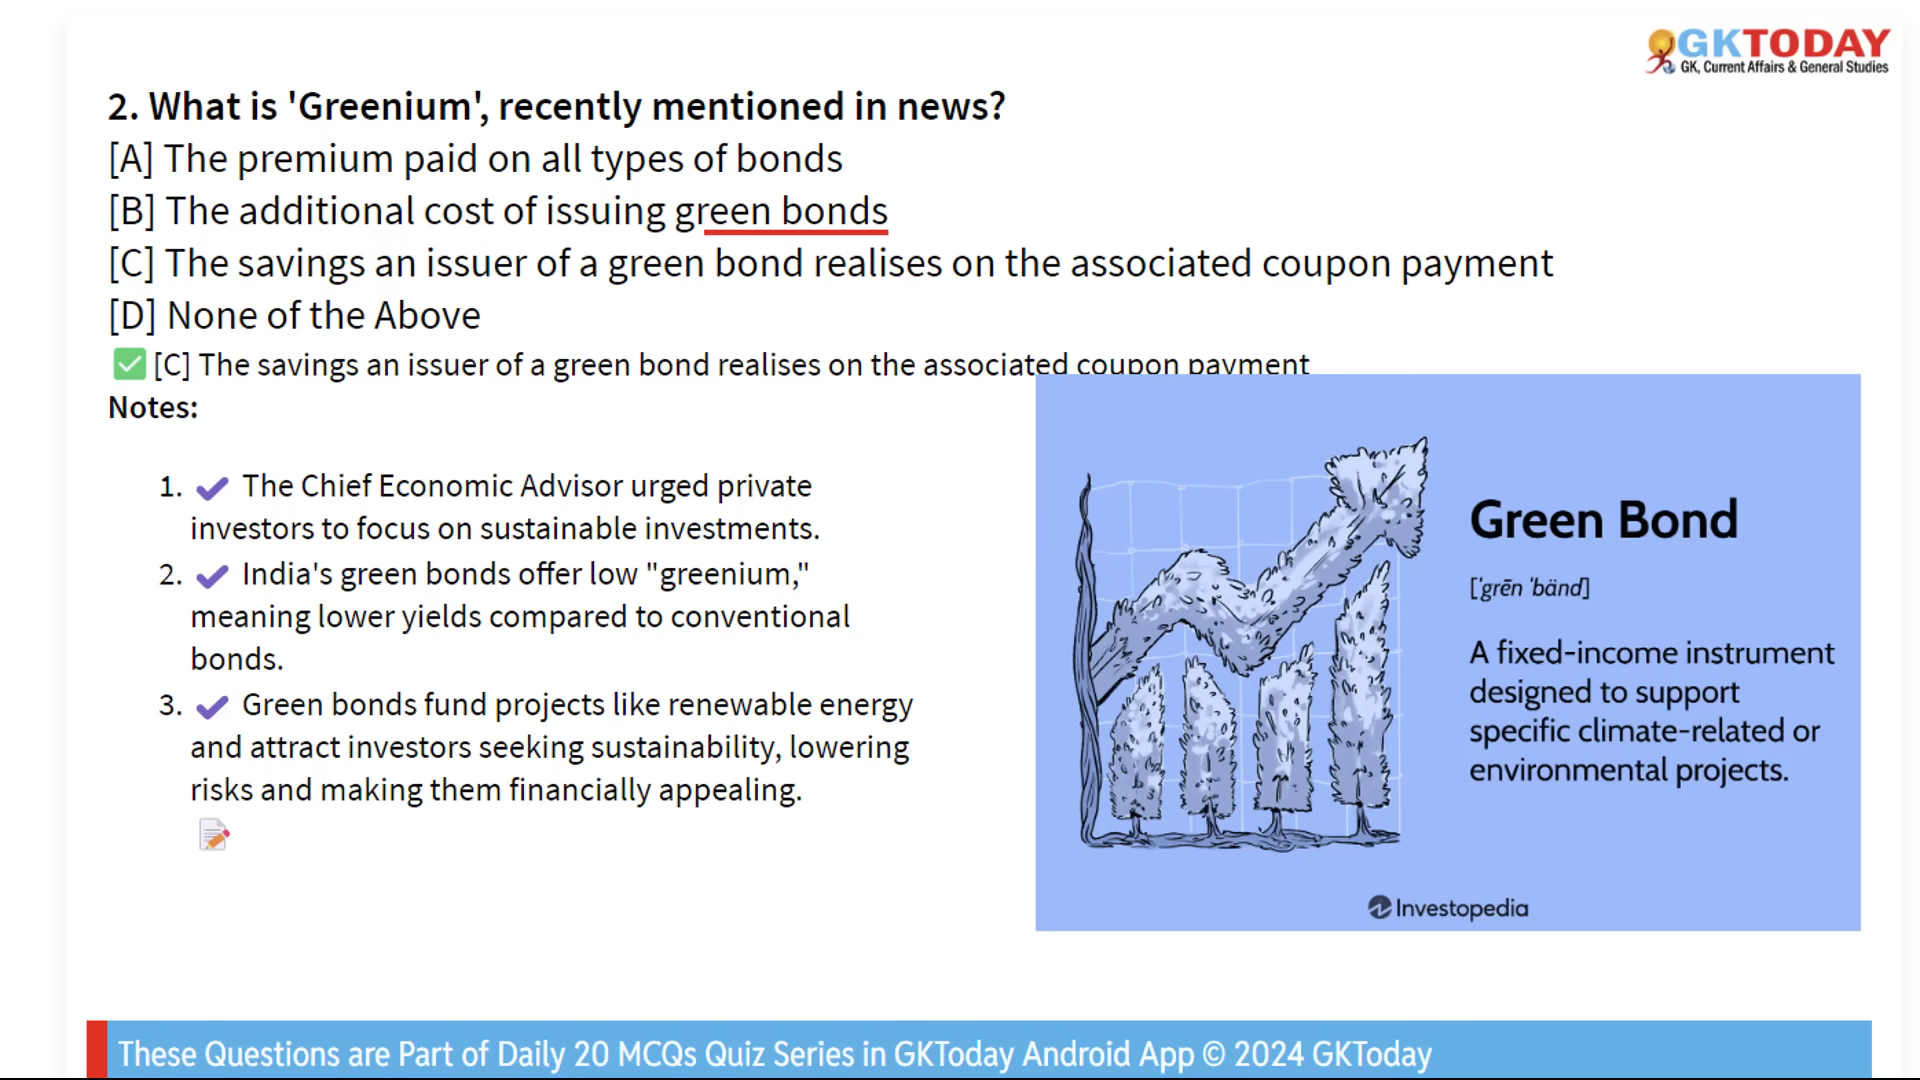 GKTODAY
GK, Current Affairs & General Studies
2. What is 'Greenium', recently mentioned in news?
[A] The premium paid on all types of bonds
[B] The additional cost of issuing green bonds
[C] The savings an issuer of a green bond realises on the associated coupon payment
[D] None of the Above
✅ [C] The savings an issuer of a green bond realises on the associated coupon payment
Notes:
1. ✔ The Chief Economic Advisor urged private
investors to focus on sustainable investments.
2. ✔ India's green bonds offer low "greenium,"
meaning lower yields compared to conventional
bonds.
3. ✔ Green bonds fund projects like renewable energy
and attract investors seeking sustainability, lowering
risks and making them financially appealing.
Green Bond
[ˈgrēn ˈbänd]
A fixed-income instrument
designed to support
specific climate-related or
environmental projects.
Investopedia
These Questions are Part of Daily 20 MCQs Quiz Series in GKToday Android App © 2024 GKToday